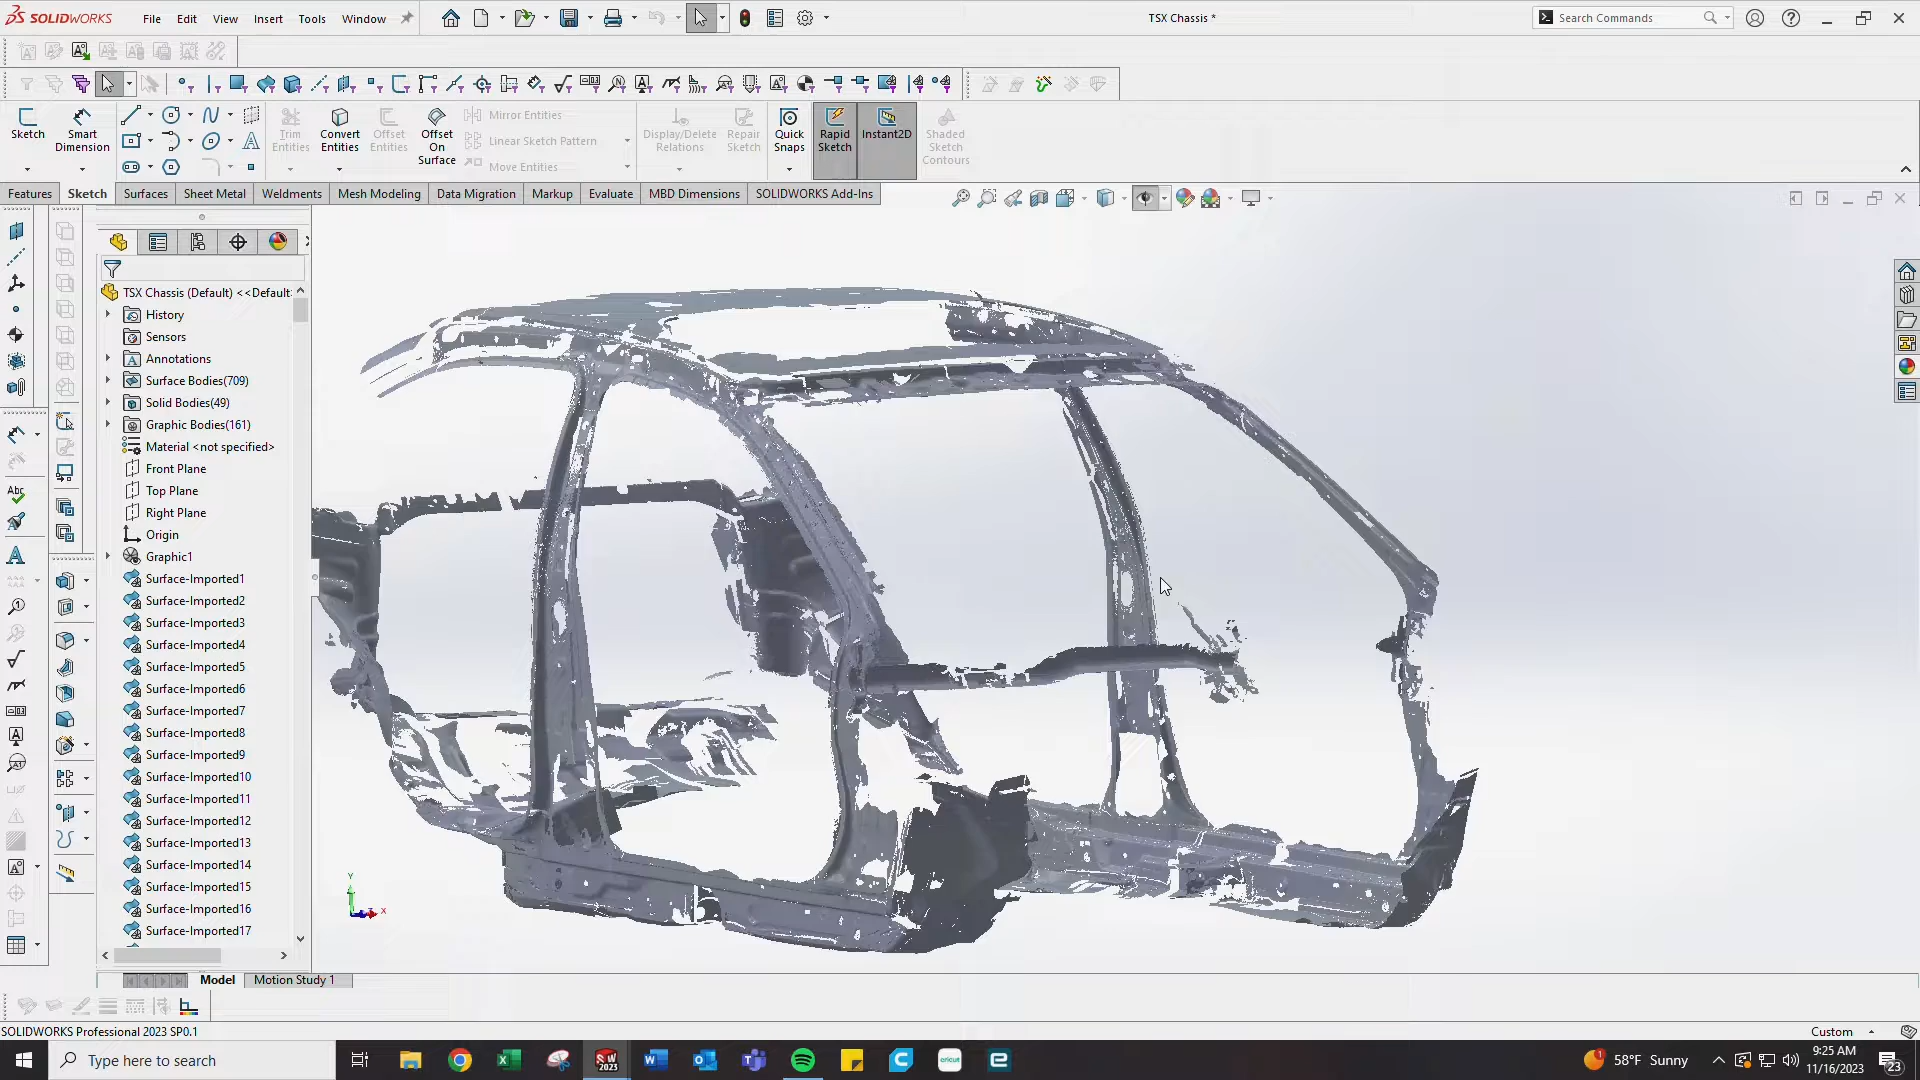 SOLIDWORKS
File Edit View Insert Tools Window
TSX Chassis *
Search Commands
Sketch
Smart Dimension
Trim Entities
Convert Entities
Offset Entities
Offset On Surface
Mirror Entities
Linear Sketch Pattern
Move Entities
Display/Delete Relations
Repair Sketch
Quick Snaps
Rapid Sketch
Instant2D
Shaded Sketch Contours
Features Sketch Surfaces Sheet Metal Weldments Mesh Modeling Data Migration Markup Evaluate MBD Dimensions SOLIDWORKS Add-Ins
TSX Chassis (Default) <<Default
History
Sensors
Annotations
Surface Bodies(709)
Solid Bodies(49)
Graphic Bodies(161)
Material <not specified>
Front Plane
Top Plane
Right Plane
Origin
Graphic1
Surface-Imported1
Surface-Imported2
Surface-Imported3
Surface-Imported4
Surface-Imported5
Surface-Imported6
Surface-Imported7
Surface-Imported8
Surface-Imported9
Surface-Imported10
Surface-Imported11
Surface-Imported12
Surface-Imported13
Surface-Imported14
Surface-Imported15
Surface-Imported16
Surface-Imported17
Abc
Y
X
Model Motion Study 1
SOLIDWORKS Professional 2023 SP0.1
Custom
Type here to search
58°F Sunny
9:25 AM
11/16/2023
23